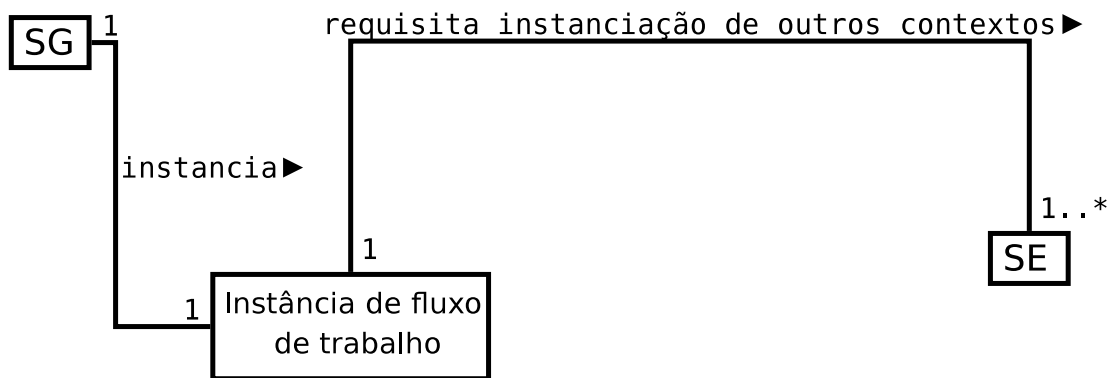 requisita instanciação de outros contextos
SG
1
instancia
1..*
1
SE
1
Instância de fluxo
de trabalho